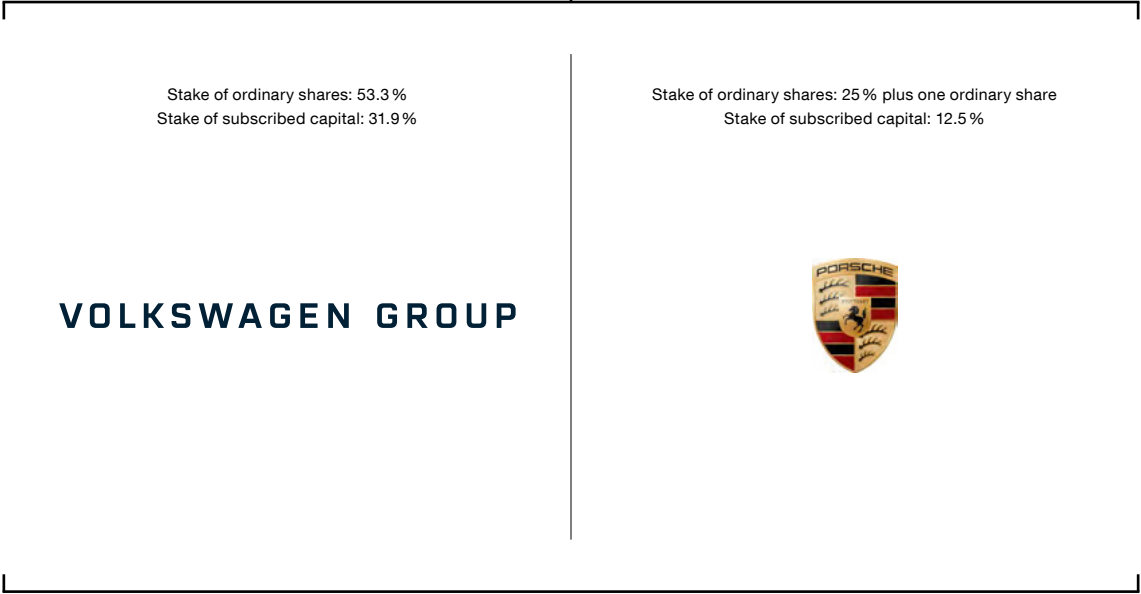 Stake of ordinary shares: 53.3 %
Stake of subscribed capital: 31.9 %
VOLKSWAGEN GROUP
Stake of ordinary shares: 25 % plus one ordinary share
Stake of subscribed capital: 12.5 %
PORSCHE
STUTTGART